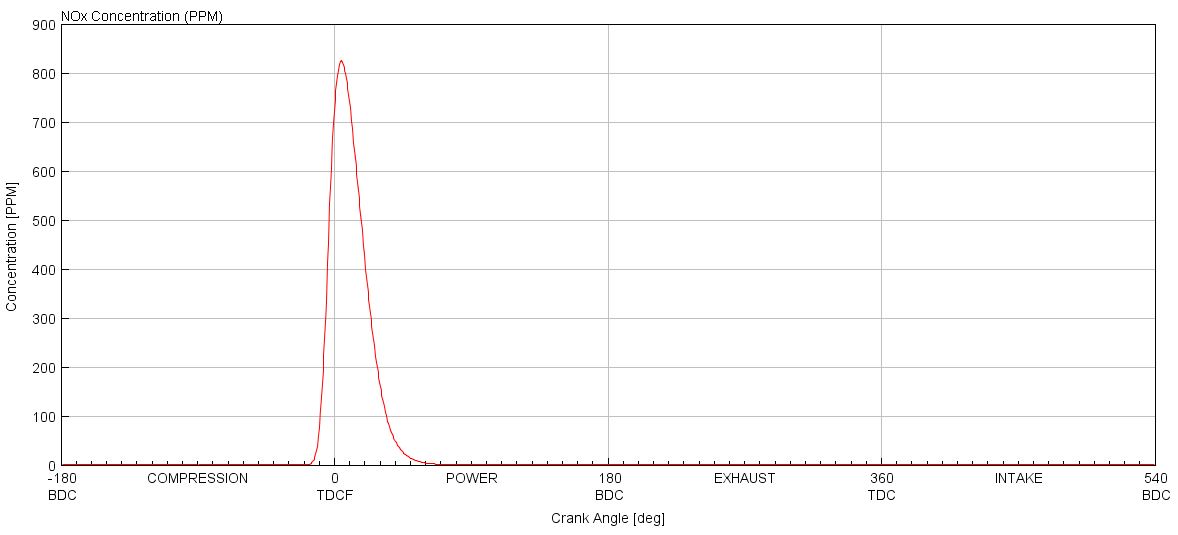 NOx Concentration (PPM)
900
800
700
600
500
400
300
200
100
0
Concentration [PPM]
-180 COMPRESSION 0 POWER 180 EXHAUST 360 INTAKE 540
BDC TDCF BDC TDC BDC
Crank Angle [deg]